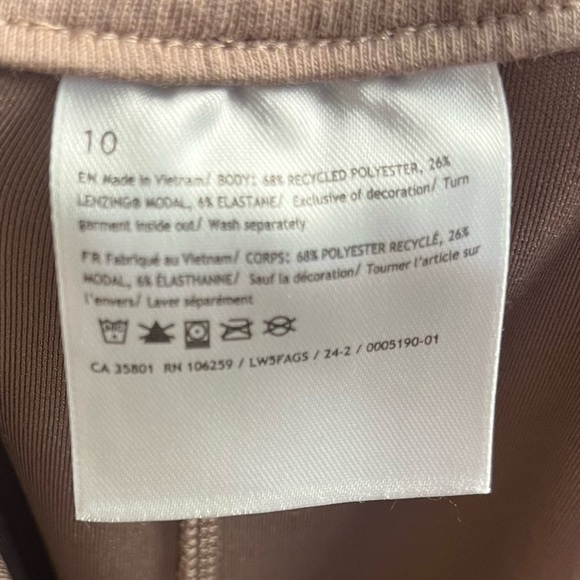 10
EN Made in Vietnam/ BODY: 68% RECYCLED POLYESTER, 26%
LENZING® MODAL, 6% ELASTANE/ Exclusive of decoration/ Turn
garment inside out/ Wash separately
FR Fabriqué au Vietnam/ CORPS: 68% POLYESTER RECYCLÉ, 26%
MODAL, 6% ÉLASTHANNE/ Sauf la décoration/ Tourner l'article sur
l'envers/ Laver séparément
CA 35801 RN 106259 / LW5FAGS / 24-2 / 0005190-01